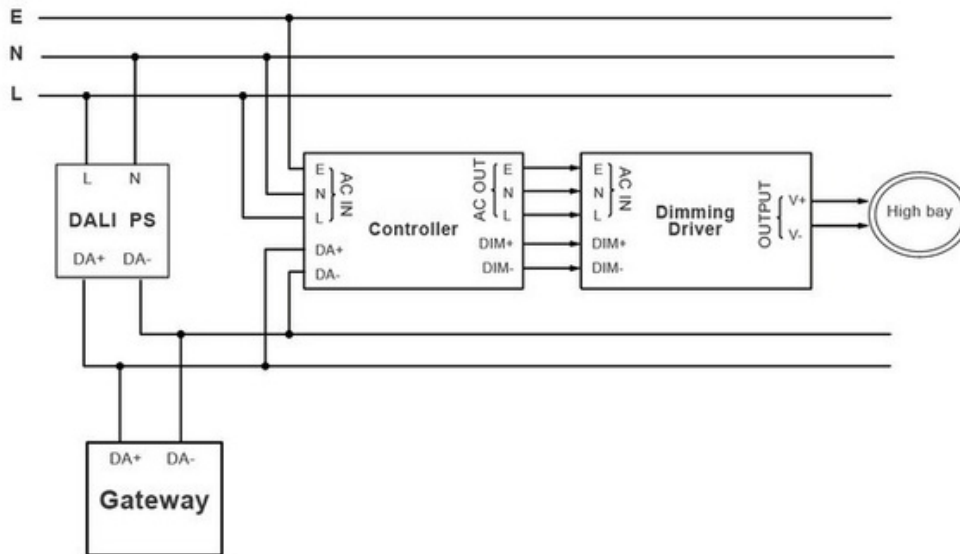 E
N
L
L N
DALI PS
DA+ DA-
E
N
L
AC IN
DA+
DA-
Controller
AC OUT
E
N
L
DIM+
DIM-
E
N
L
AC IN
DIM+
DIM-
Dimming
Driver
OUTPUT
V+
V-
High bay
DA+ DA-
Gateway